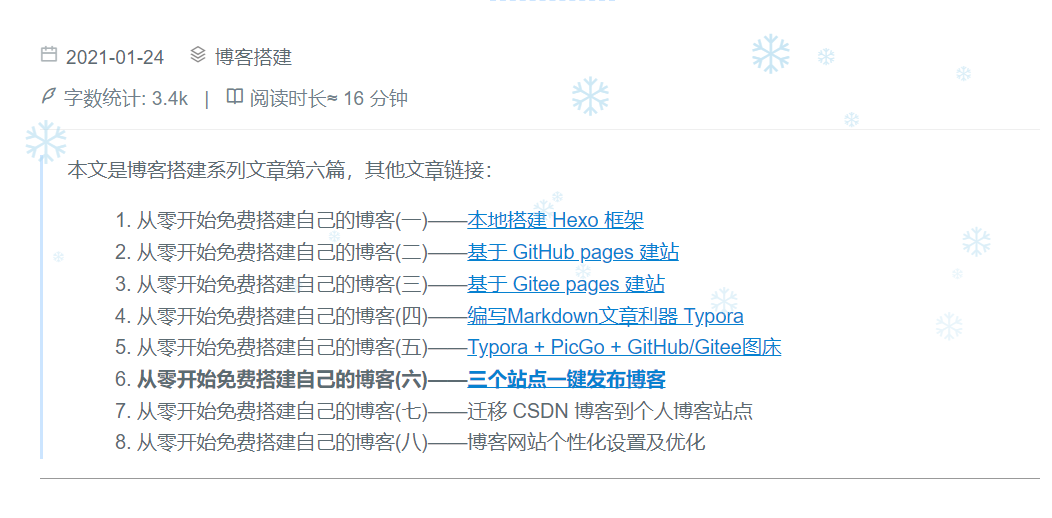 2021-01-24 博客搭建
字数统计: 3.4k | 阅读时长≈ 16 分钟
本文是博客搭建系列文章第六篇，其他文章链接：
1. 从零开始免费搭建自己的博客(一)——本地搭建 Hexo 框架
2. 从零开始免费搭建自己的博客(二)——基于 GitHub pages 建站
3. 从零开始免费搭建自己的博客(三)——基于 Gitee pages 建站
4. 从零开始免费搭建自己的博客(四)——编写Markdown文章利器 Typora
5. 从零开始免费搭建自己的博客(五)——Typora + PicGo + GitHub/Gitee图床
6. 从零开始免费搭建自己的博客(六)——三个站点一键发布博客
7. 从零开始免费搭建自己的博客(七)——迁移 CSDN 博客到个人博客站点
8. 从零开始免费搭建自己的博客(八)——博客网站个性化设置及优化